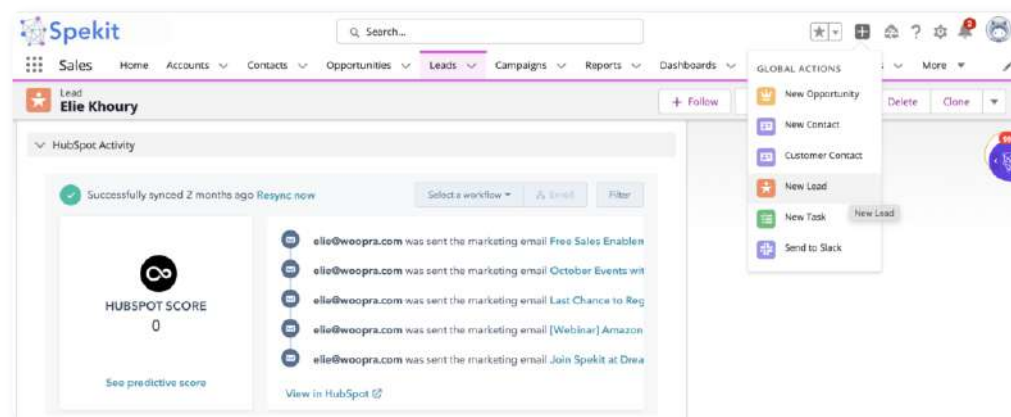 Spekit
Search...
2
Sales Home Accounts Contacts Opportunities Leads Campaigns Reports Dashboards More
GLOBAL ACTIONS
New Opportunity
New Contact
Customer Contact
New Lead
New Task
Send to Slack
New Lead
Lead
Elie Khoury
+ Follow
Delete
Clone
HubSpot Activity
Successfully synced 2 months ago Resync now
Select a workflow
Enroll
Filter
HUBSPOT SCORE
0
See predictive score
elie@woopra.com was sent the marketing email Free Sales Enablem
elie@woopra.com was sent the marketing email October Events wit
elie@woopra.com was sent the marketing email Last Chance to Reg
elie@woopra.com was sent the marketing email [Webinar] Amazon
elie@woopra.com was sent the marketing email Join Spekit at Drea
View in HubSpot